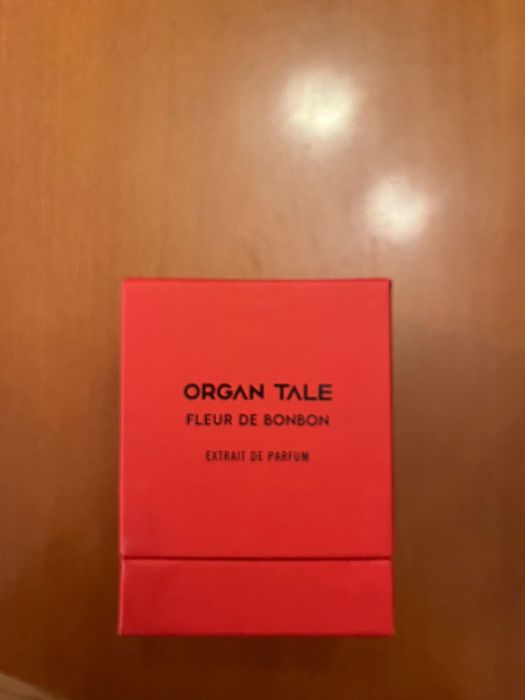 ORGAN TALE
FLEUR DE BONBON
EXTRAIT DE PARFUM